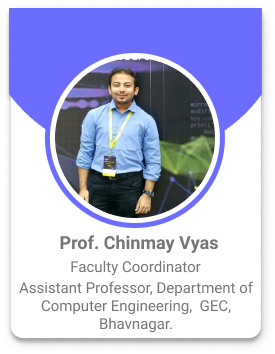 Prof. Chinmay Vyas
Faculty Coordinator
Assistant Professor, Department of
Computer Engineering,  GEC,
Bhavnagar.